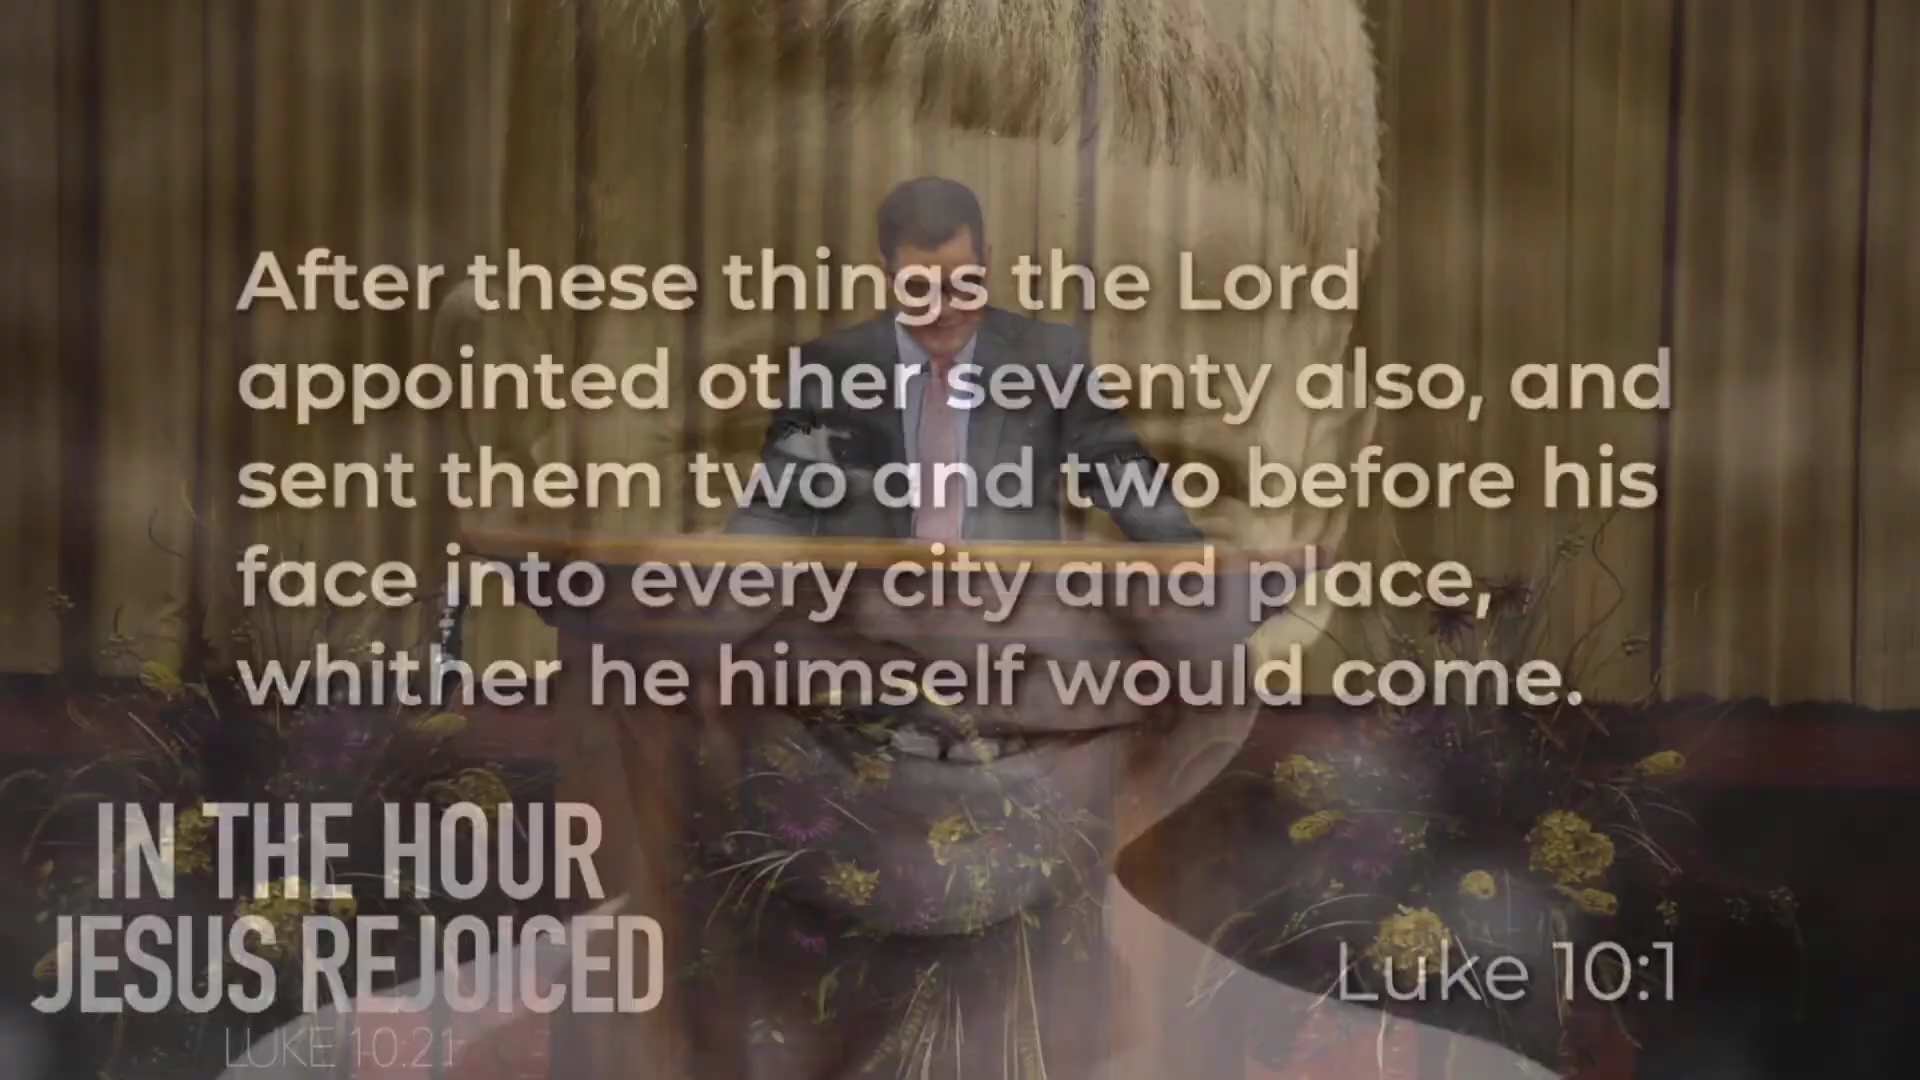 After these things the Lord
appointed other seventy also, and
sent them two and two before his
face into every city and place,
whither he himself would come.
IN THE HOUR
JESUS REJOICED
LUKE 10:21
Luke 10:1